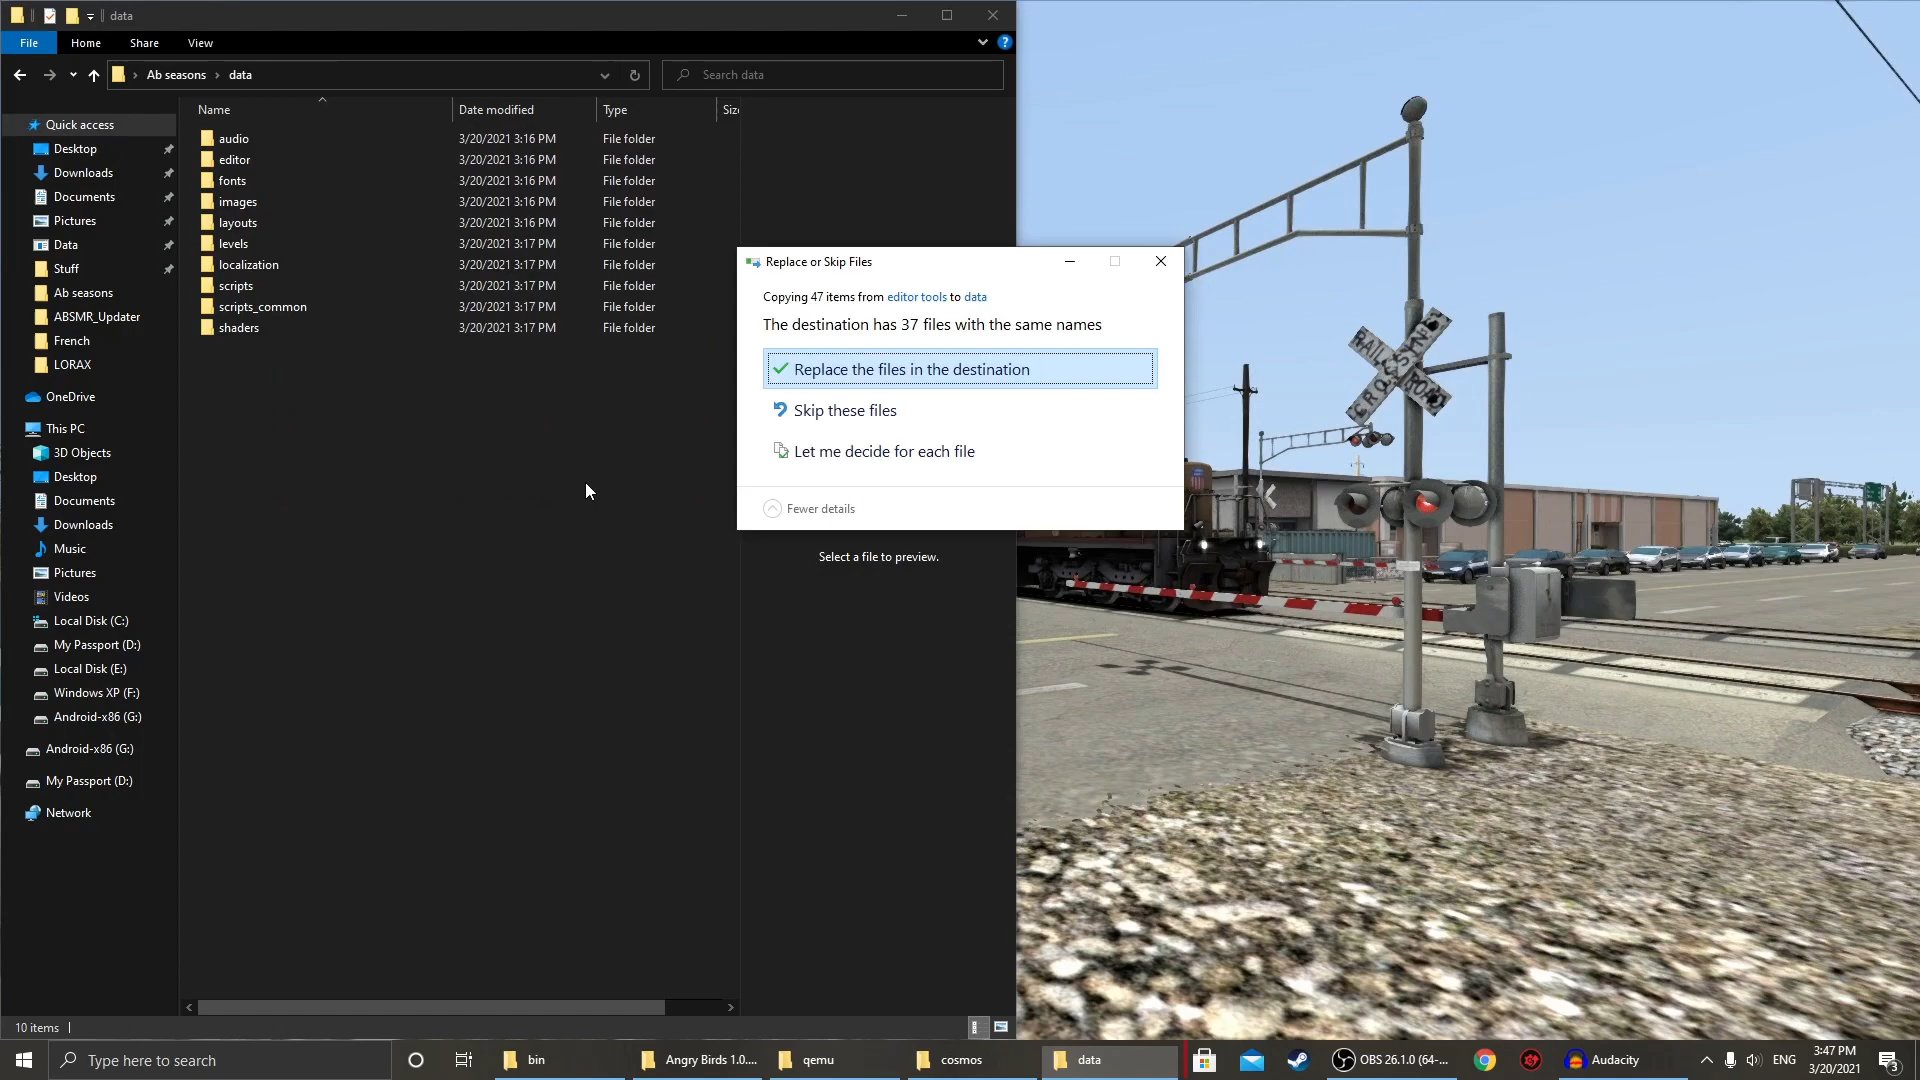 data
File
Home
Share
View
Ab seasons
data
Search data
Name
Date modified
Type
Siz
Quick access
Desktop
Downloads
Documents
Pictures
Data
Stuff
Ab seasons
ABSMR_Updater
French
LORAX
OneDrive
This PC
3D Objects
Desktop
Documents
Downloads
Music
Pictures
Videos
Local Disk (C:)
My Passport (D:)
Local Disk (E:)
Windows XP (F:)
Android-x86 (G:)
Android-x86 (G:)
My Passport (D:)
Network
audio 3/20/2021 3:16 PM File folder
editor 3/20/2021 3:16 PM File folder
fonts 3/20/2021 3:16 PM File folder
images 3/20/2021 3:16 PM File folder
layouts 3/20/2021 3:16 PM File folder
levels 3/20/2021 3:17 PM File folder
localization 3/20/2021 3:17 PM File folder
scripts 3/20/2021 3:17 PM File folder
scripts_common 3/20/2021 3:17 PM File folder
shaders 3/20/2021 3:17 PM File folder
Replace or Skip Files
Copying 47 items from editor tools to data
The destination has 37 files with the same names
Replace the files in the destination
Skip these files
Let me decide for each file
Fewer details
Select a file to preview.
RAILROAD
CROSSING
10 items
Type here to search
bin
Angry Birds 1.0....
qemu
cosmos
data
OBS 26.1.0 (64-...
Audacity
ENG
3:47 PM
3/20/2021
3